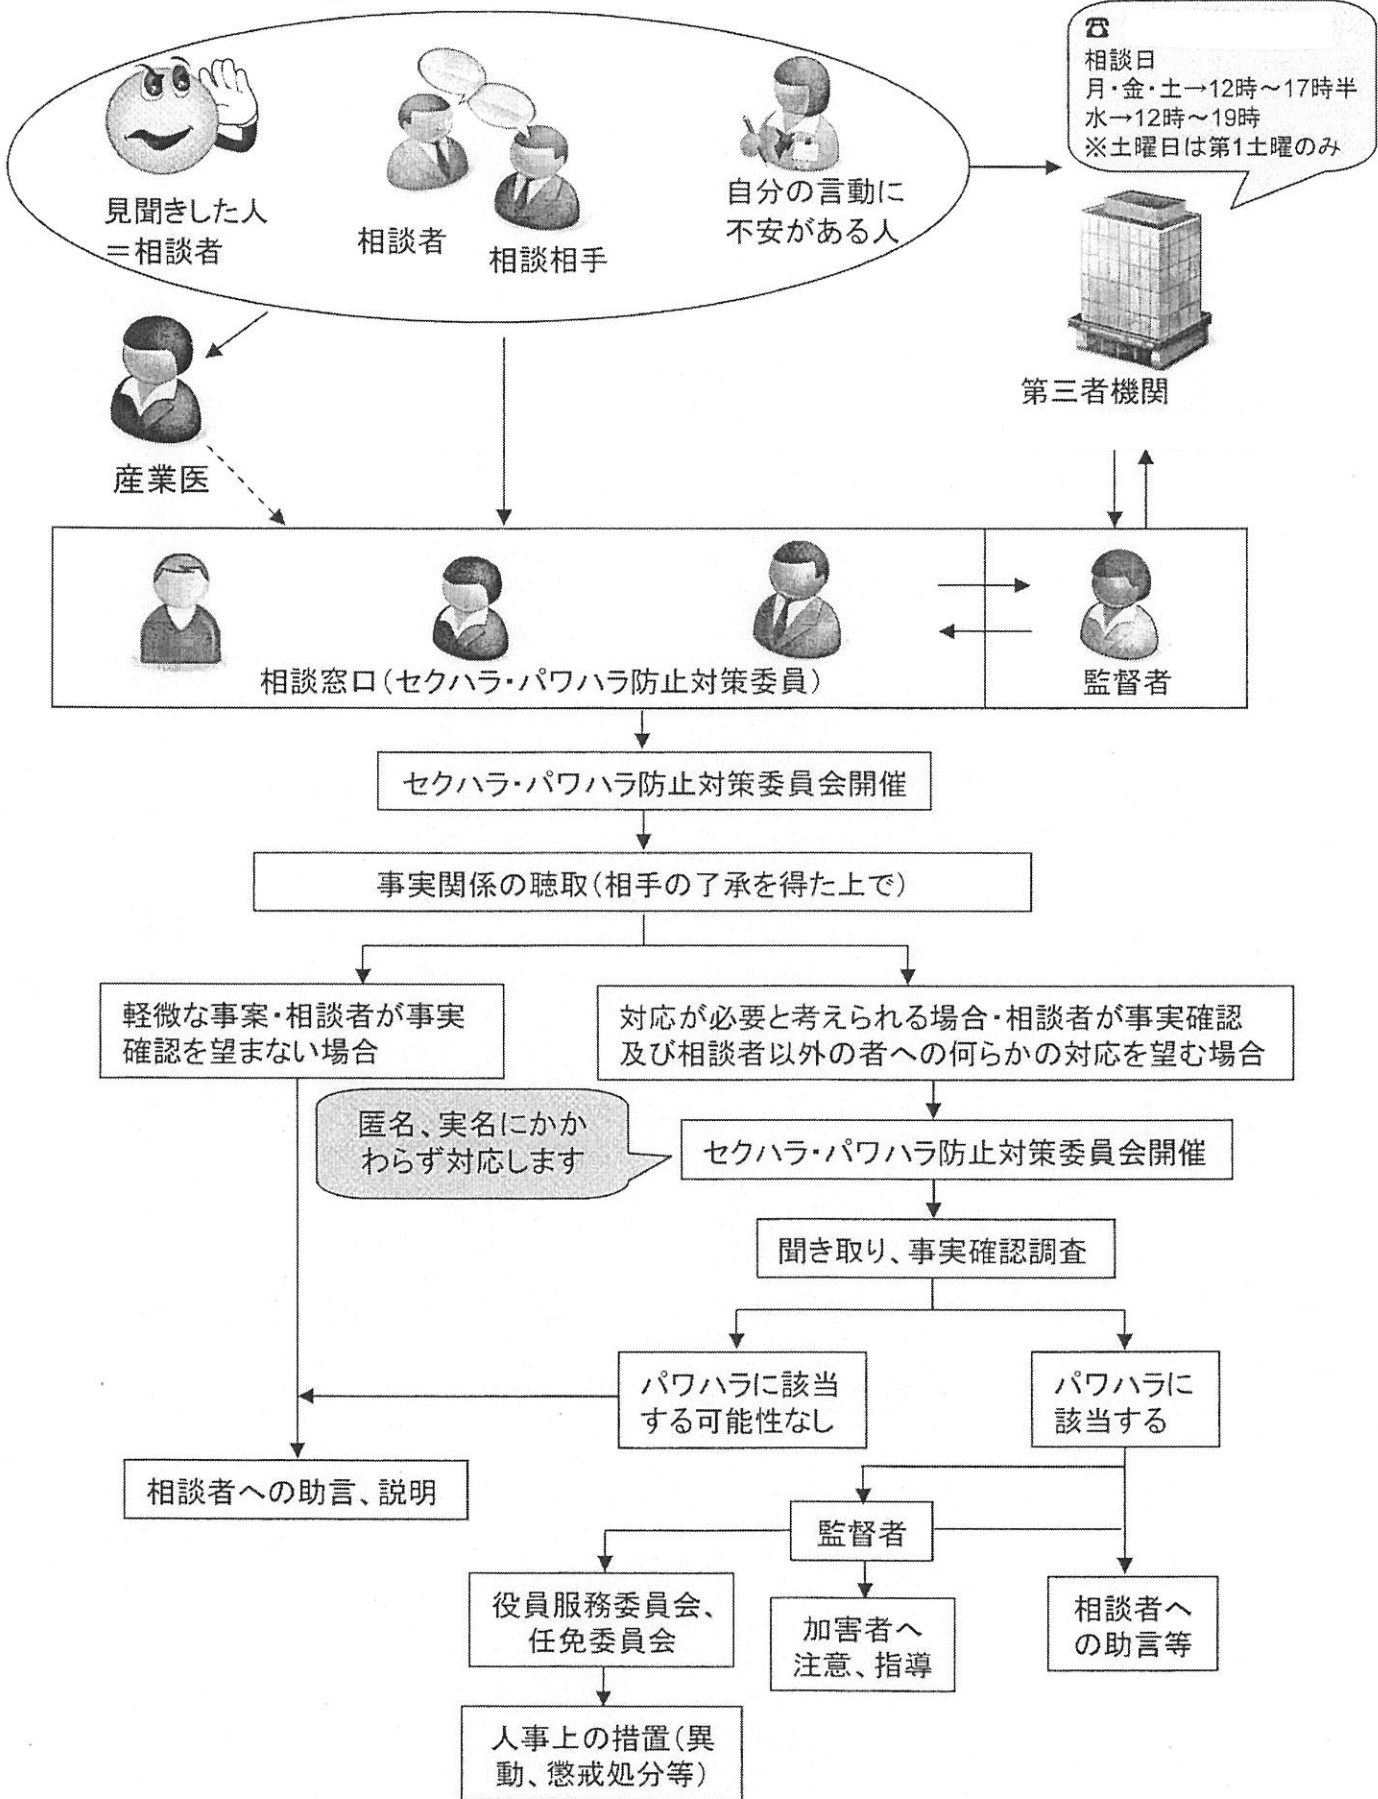 ☎
相談日
月・金・土→12時～17時半
水→12時～19時
※土曜日は第1土曜のみ
見聞きした人
＝相談者
相談者
相談相手
自分の言動に
不安がある人
第三者機関
産業医
相談窓口（セクハラ・パワハラ防止対策委員）
監督者
セクハラ・パワハラ防止対策委員会開催
事実関係の聴取（相手の了承を得た上で）
軽微な事案・相談者が事実
確認を望まない場合
対応が必要と考えられる場合・相談者が事実確認
及び相談者以外の者への何らかの対応を望む場合
匿名、実名にかか
わらず対応します
セクハラ・パワハラ防止対策委員会開催
聞き取り、事実確認調査
パワハラに該当
する可能性なし
パワハラに
該当する
相談者への助言、説明
監督者
役員服務委員会、
任免委員会
加害者へ
注意、指導
相談者へ
の助言等
人事上の措置（異
動、懲戒処分等）